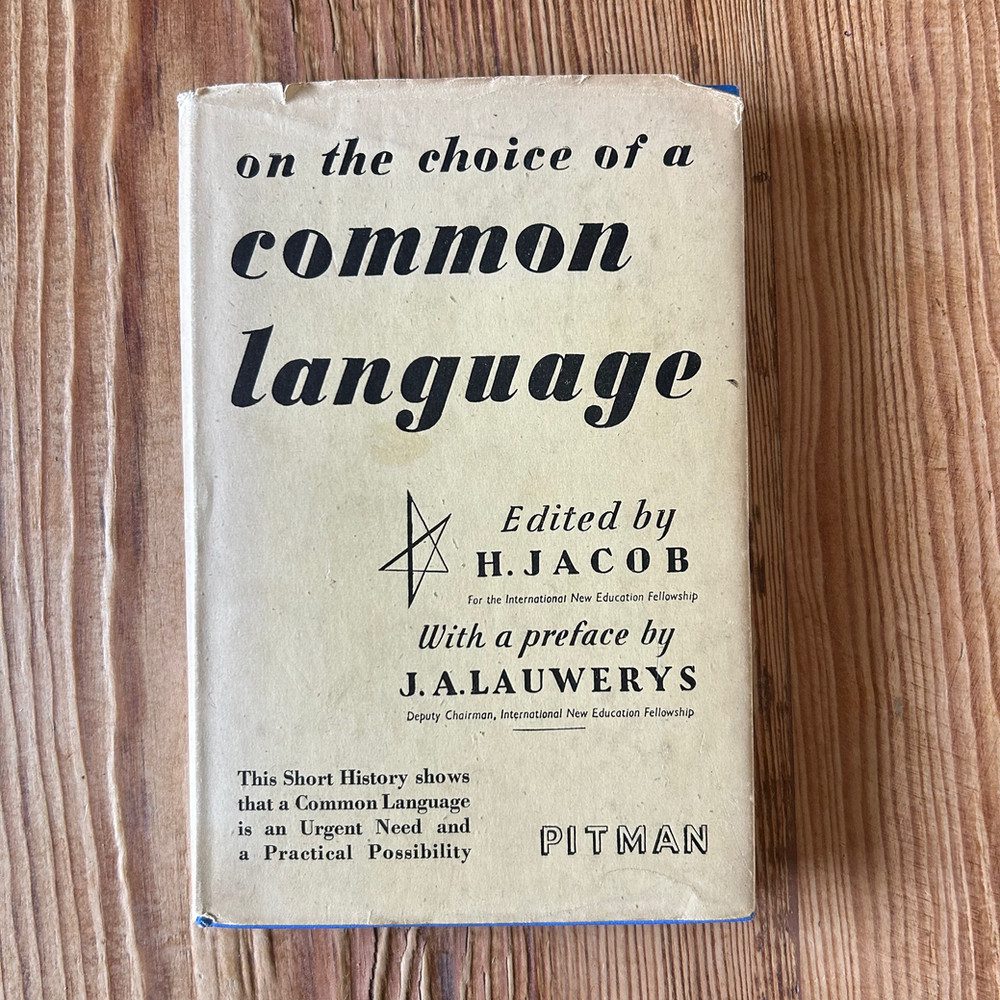 on the choice of a
common
language
Edited by
H. JACOB
For the International New Education Fellowship
With a preface by
J. A. LAUWERYS
Deputy Chairman, International New Education Fellowship
This Short History shows
that a Common Language
is an Urgent Need and
a Practical Possibility
PITMAN